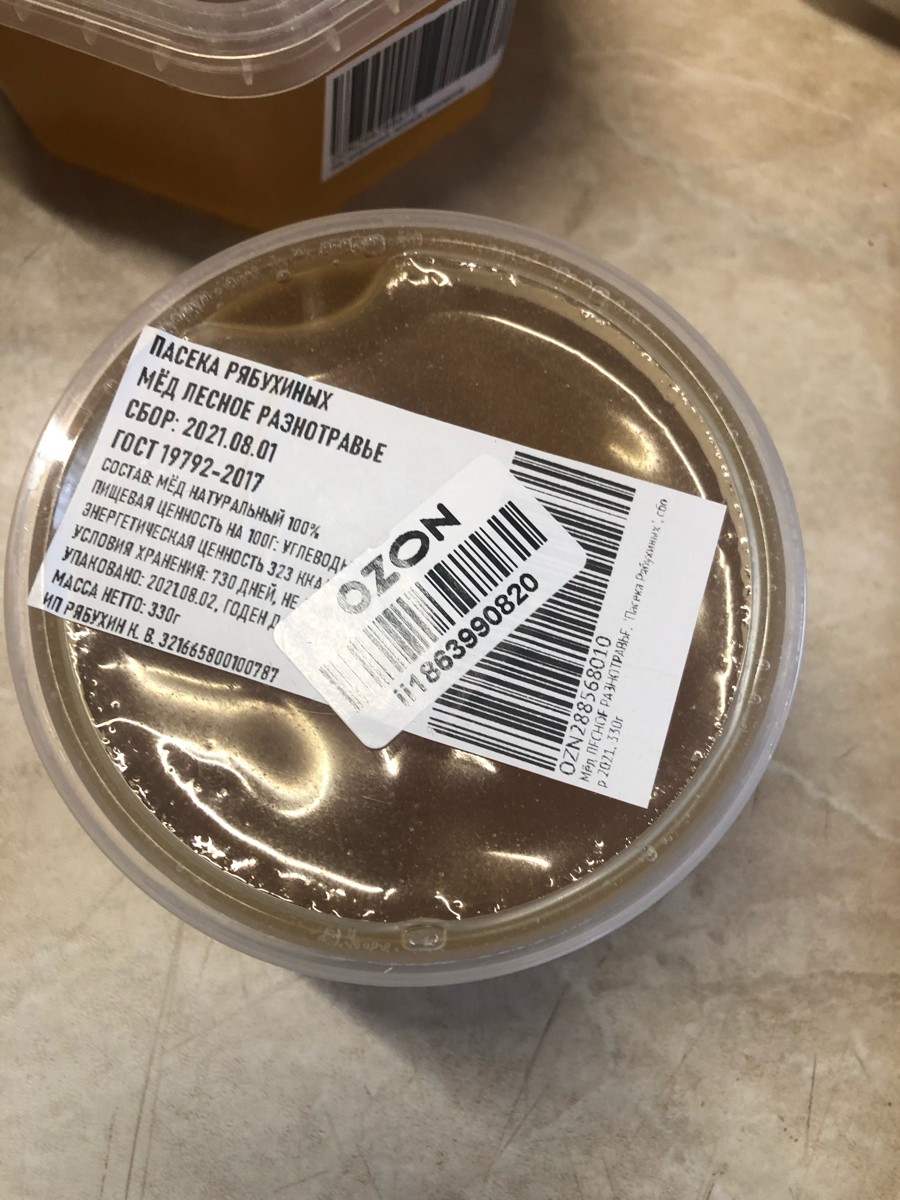 ПАСЕКА РЯБУХИНЫХ
МЁД ЛЕСНОЕ РАЗНОТРАВЬЕ
СБОР: 2021.08.01
ГОСТ 19792-2017
СОСТАВ: МЁД НАТУРАЛЬНЫЙ 100%
ПИЩЕВАЯ ЦЕННОСТЬ НА 100Г: УГЛЕВОДЫ
ЭНЕРГЕТИЧЕСКАЯ ЦЕННОСТЬ 323 ККА
УСЛОВИЯ ХРАНЕНИЯ: 730 ДНЕЙ, НЕ
УПАКОВАНО: 2021.08.02, ГОДЕН Д
МАССА НЕТТО: 330г
ИП РЯБУХИН К. В. 321665800100787
OZON
ii1863990820
OZN288568010
Мёд ЛЕСНОЕ РАЗНОТРАВЬЕ, "Пасека Рябухиных", сбо
р 2021, 330г